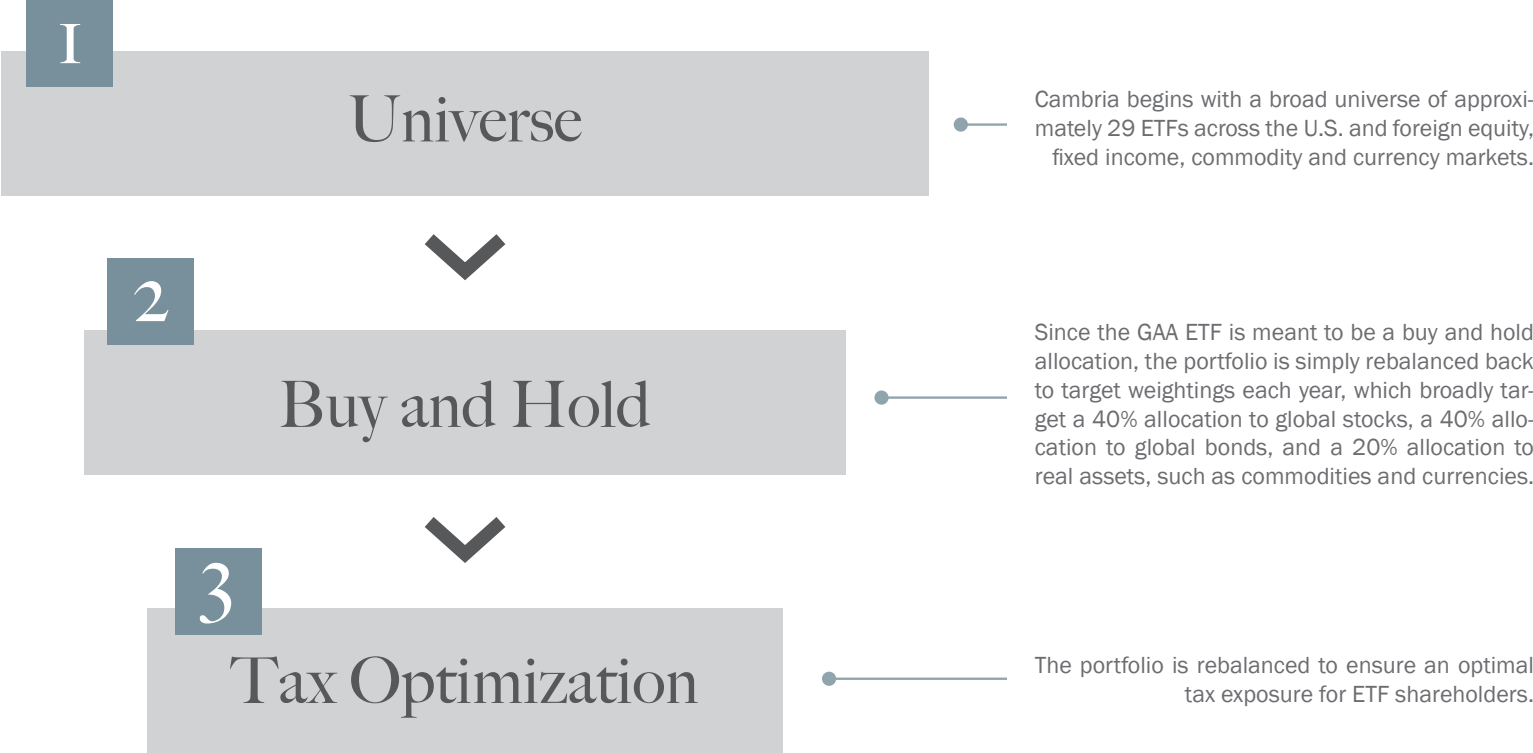 1
Universe
Cambria begins with a broad universe of approxi-
mately 29 ETFs across the U.S. and foreign equity,
fixed income, commodity and currency markets.
2
Buy and Hold
Since the GAA ETF is meant to be a buy and hold
allocation, the portfolio is simply rebalanced back
to target weightings each year, which broadly tar-
get a 40% allocation to global stocks, a 40% allo-
cation to global bonds, and a 20% allocation to
real assets, such as commodities and currencies.
3
Tax Optimization
The portfolio is rebalanced to ensure an optimal
tax exposure for ETF shareholders.